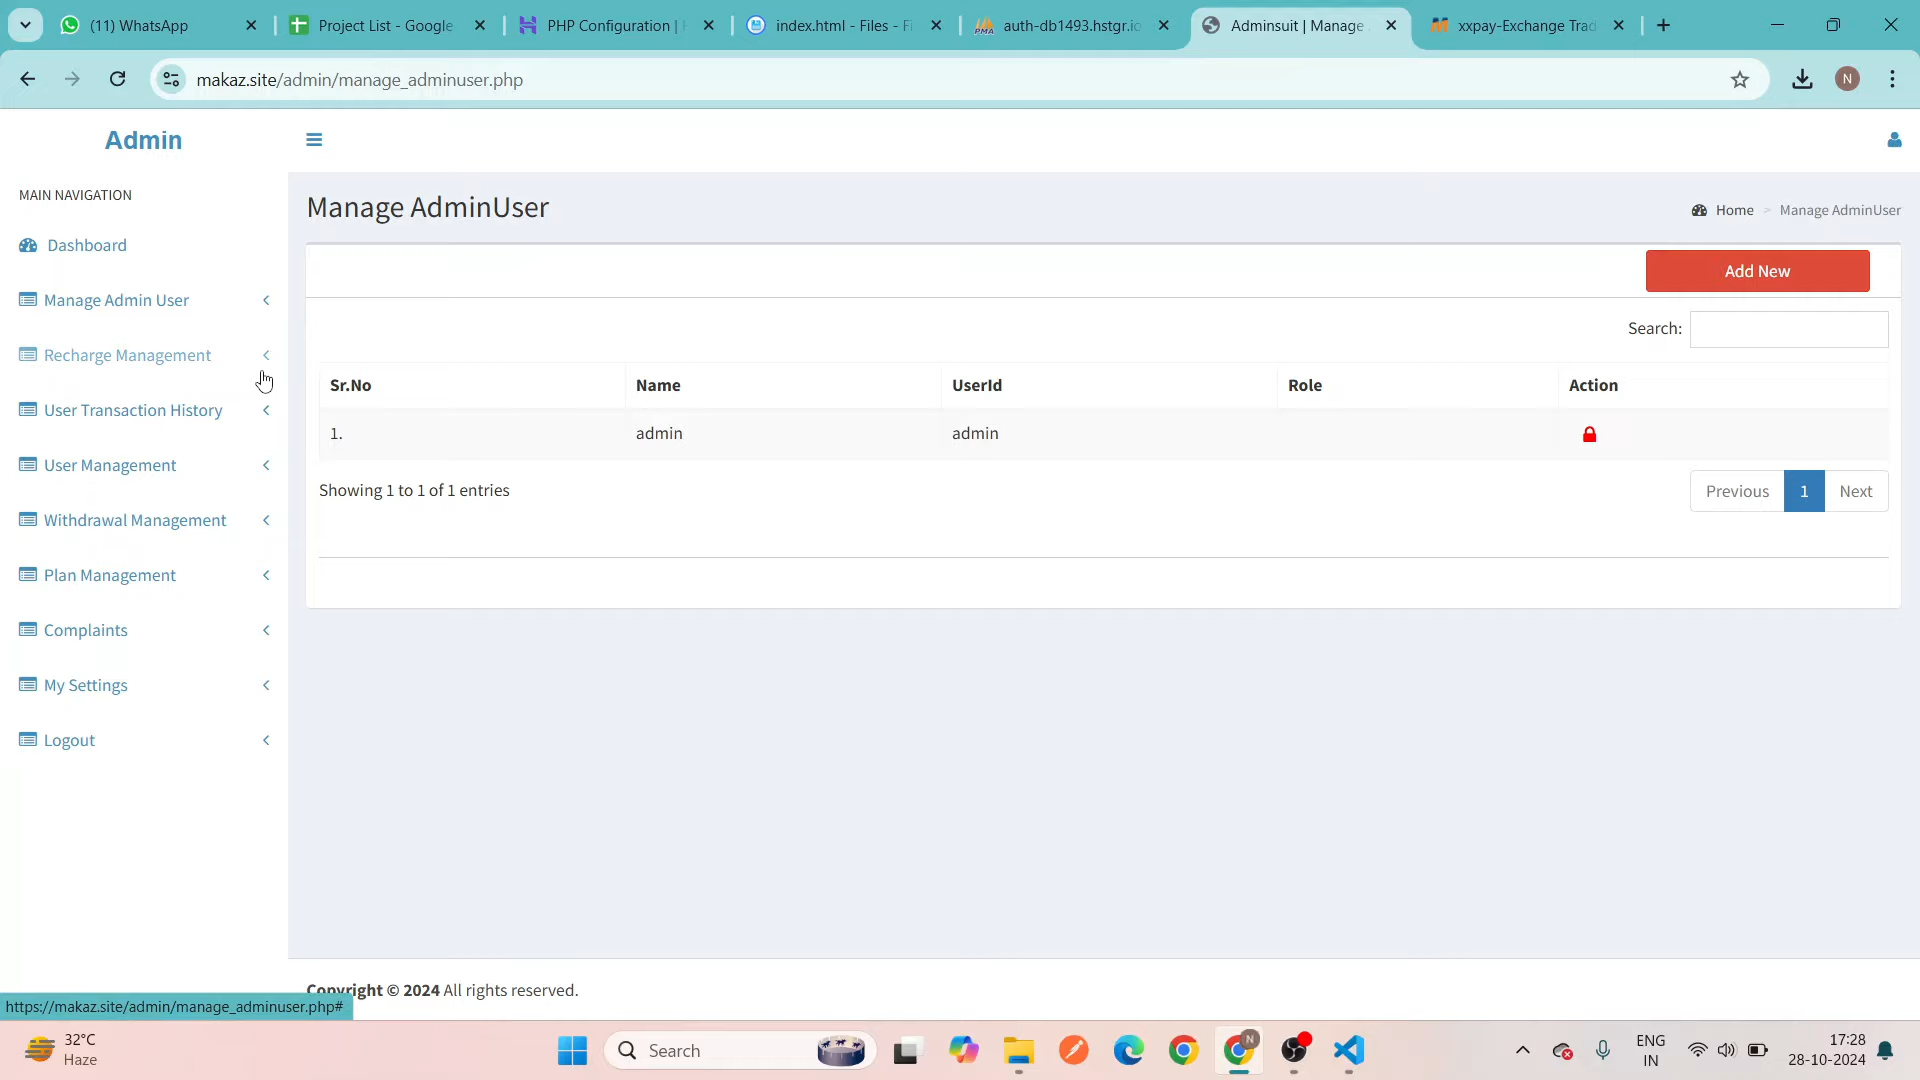 (11) WhatsApp
Project List - Google
PHP Configuration |
index.html - Files - Fi
auth-db1493.hstgr.io
Adminsuit | Manage
xxpay-Exchange Trad
makaz.site/admin/manage_adminuser.php
N
Admin
MAIN NAVIGATION
Dashboard
Manage Admin User
Recharge Management
User Transaction History
User Management
Withdrawal Management
Plan Management
Complaints
My Settings
Logout
Manage AdminUser
Home > Manage AdminUser
Add New
Search:
Sr.No Name UserId Role Action
1. admin admin
Showing 1 to 1 of 1 entries
Previous 1 Next
Copyright © 2024 All rights reserved.
https://makaz.site/admin/manage_adminuser.php#
32°C
Haze
Search
ENG
IN
17:28
28-10-2024